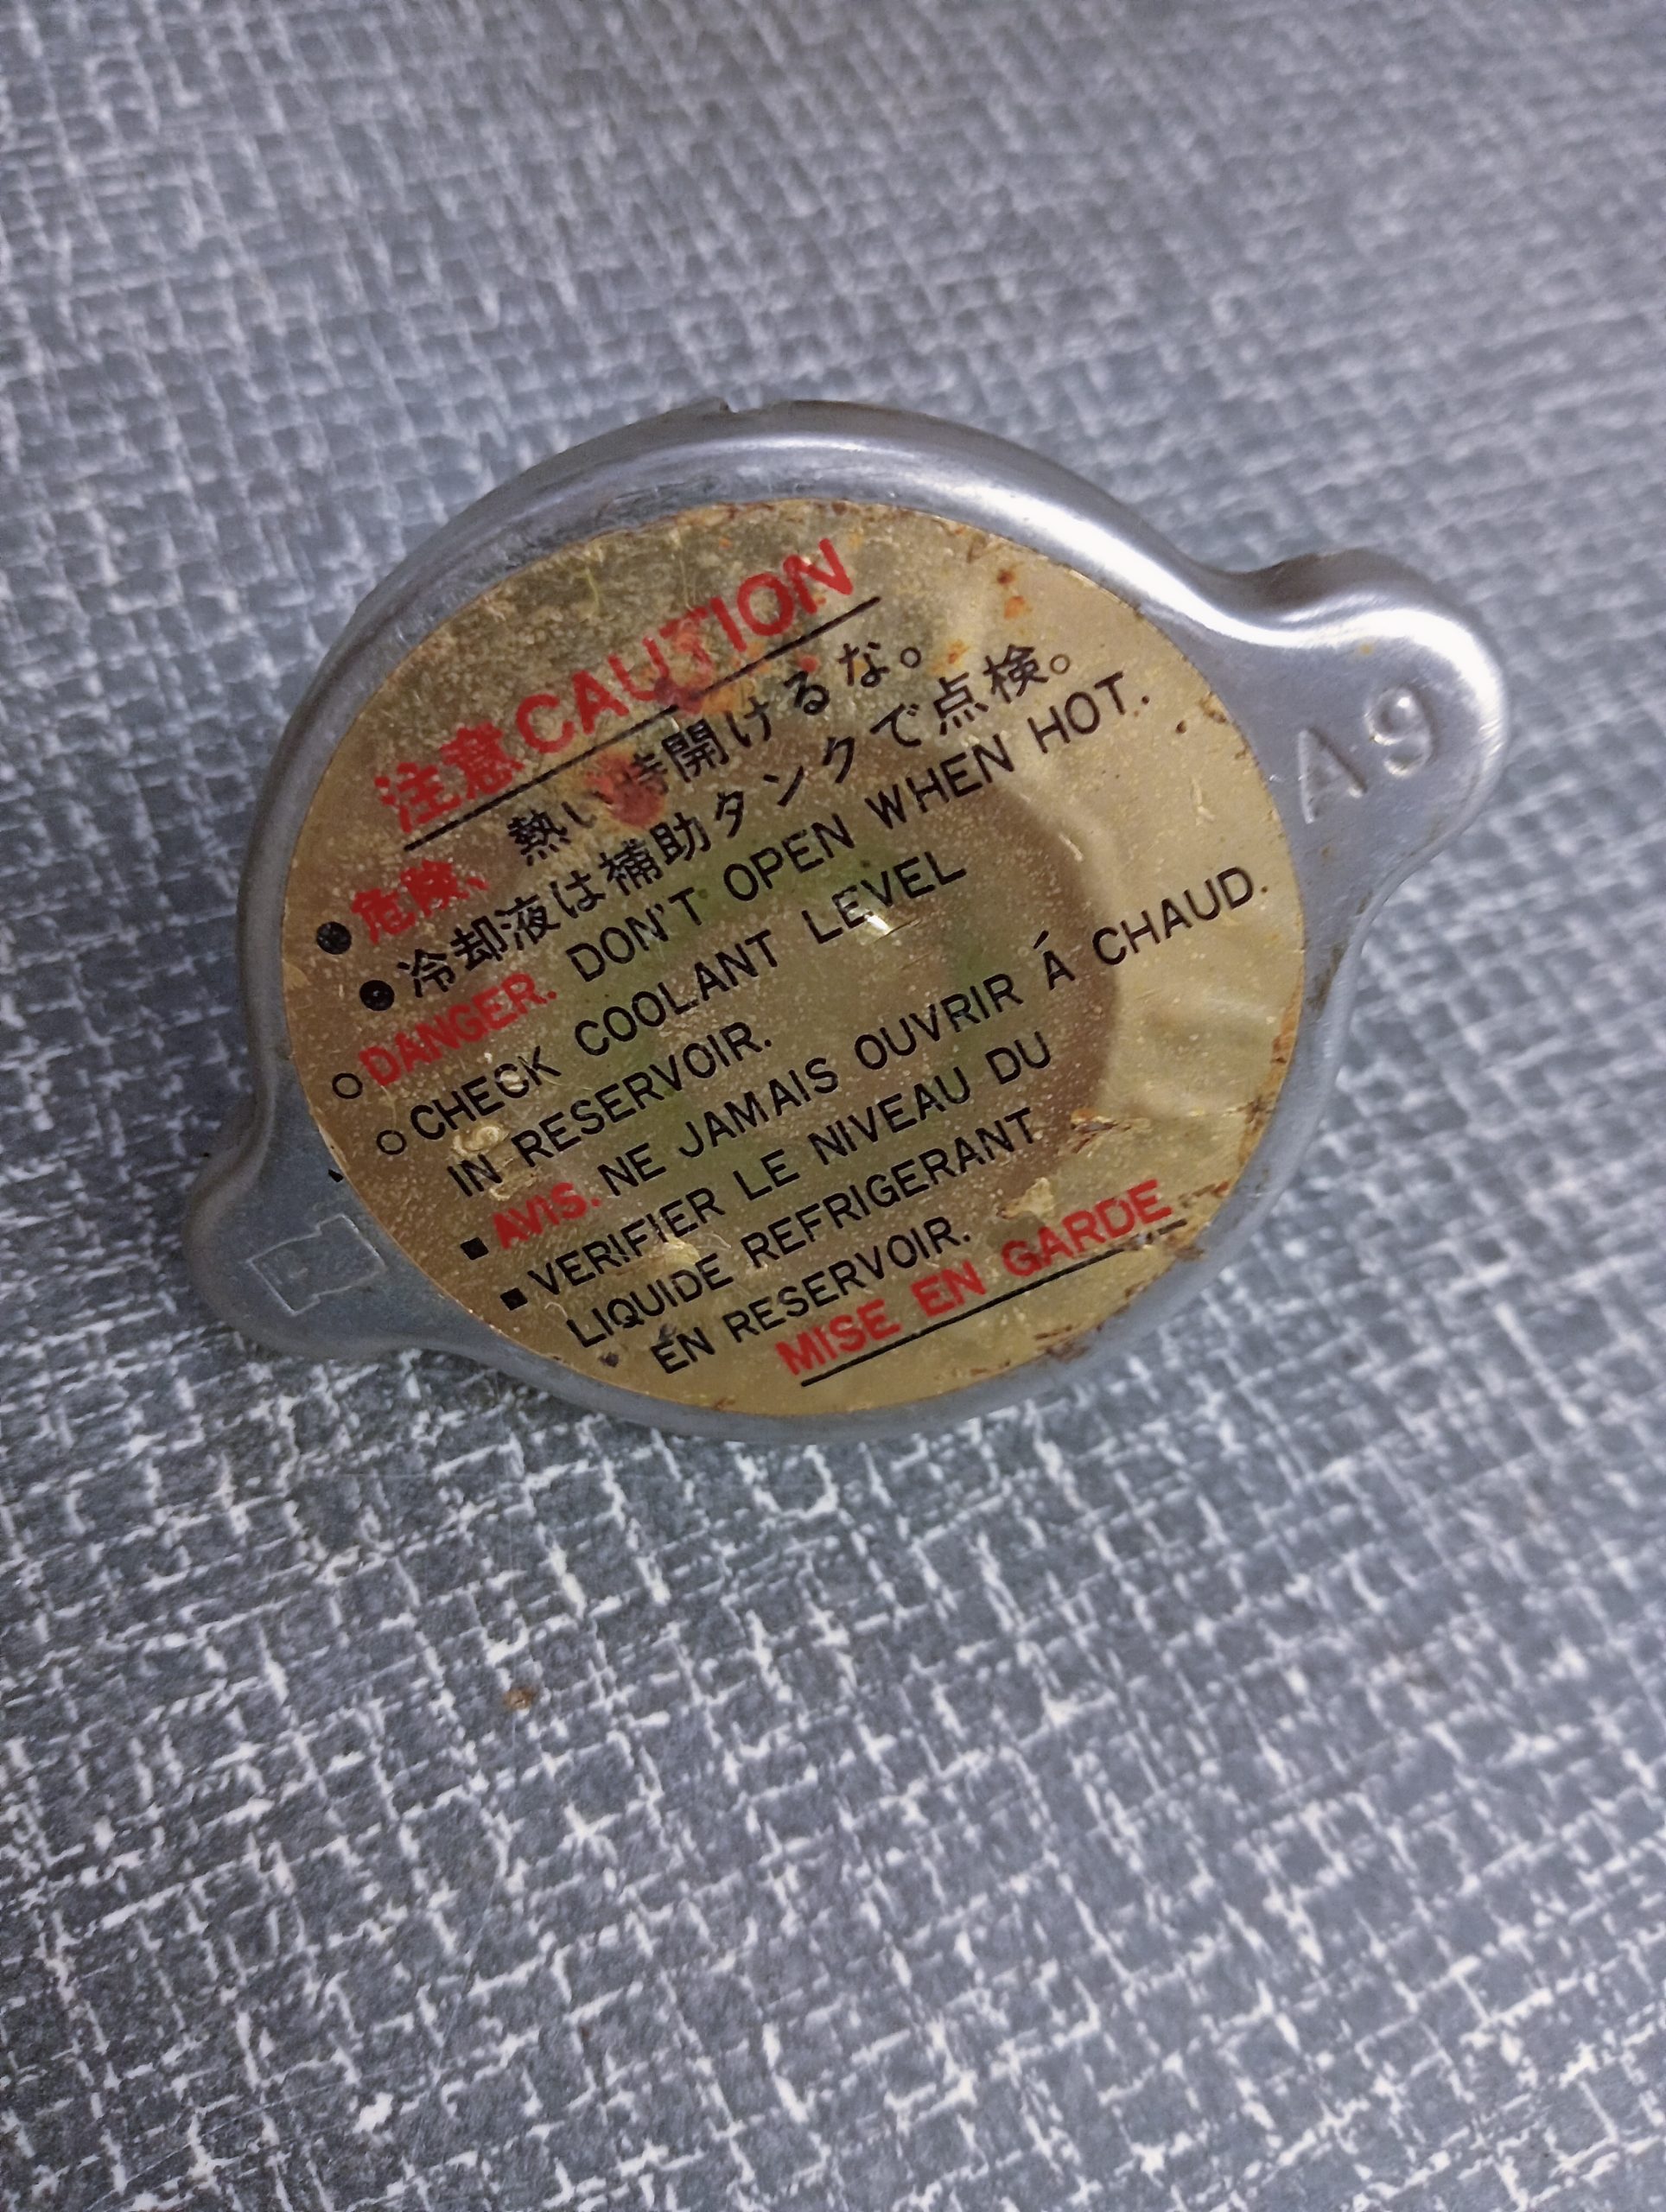 注意CAUTION
● 危険、熱い時開けるな。
● 冷却液は補助タンクで点検。
○ DANGER. DON'T OPEN WHEN HOT.
○ CHECK COOLANT LEVEL
IN RESERVOIR.
■ AVIS. NE JAMAIS OUVRIR Á CHAUD.
■ VERIFIER LE NIVEAU DU
LIQUIDE REFRIGERANT
EN RESERVOIR.
MISE EN GARDE
A9